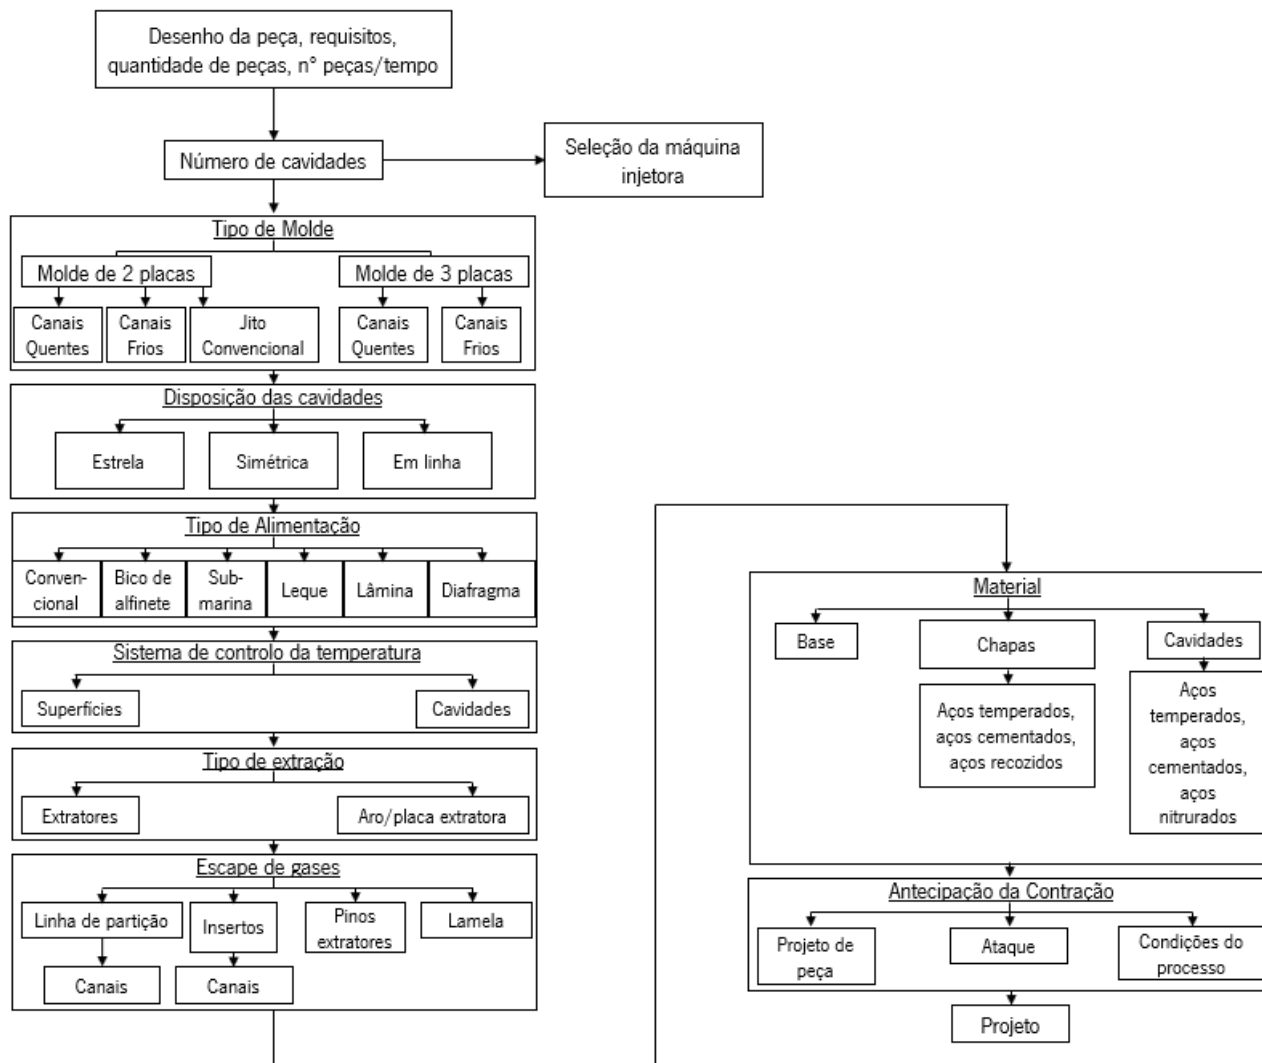 Desenho da peça, requisitos,
quantidade de peças, n° peças/tempo
Número de cavidades
Seleção da máquina
injetora
Tipo de Molde
Molde de 2 placas
Molde de 3 placas
Canais
Quentes
Canais
Frios
Jito
Convencional
Canais
Quentes
Canais
Frios
Disposição das cavidades
Estrela
Simétrica
Em linha
Tipo de Alimentação
Conven-
cional
Bico de
alfinete
Sub-
marina
Leque
Lâmina
Diafragma
Sistema de controlo da temperatura
Superfícies
Cavidades
Tipo de extração
Extratores
Aro/placa extratora
Escape de gases
Linha de partição
Insertos
Pinos
extratores
Lamela
Canais
Canais
Material
Base
Chapas
Cavidades
Aços temperados,
aços cementados,
aços recozidos
Aços
temperados,
aços
cementados,
aços
nitrurados
Antecipação da Contração
Projeto de
peça
Ataque
Condições do
processo
Projeto